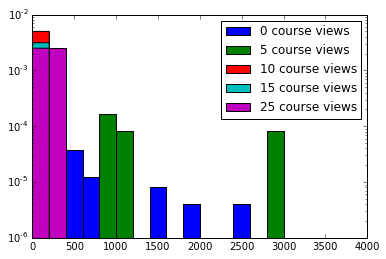 10⁻²
10⁻³
10⁻⁴
10⁻⁵
10⁻⁶
0 course views
5 course views
10 course views
15 course views
25 course views
0 500 1000 1500 2000 2500 3000 3500 4000